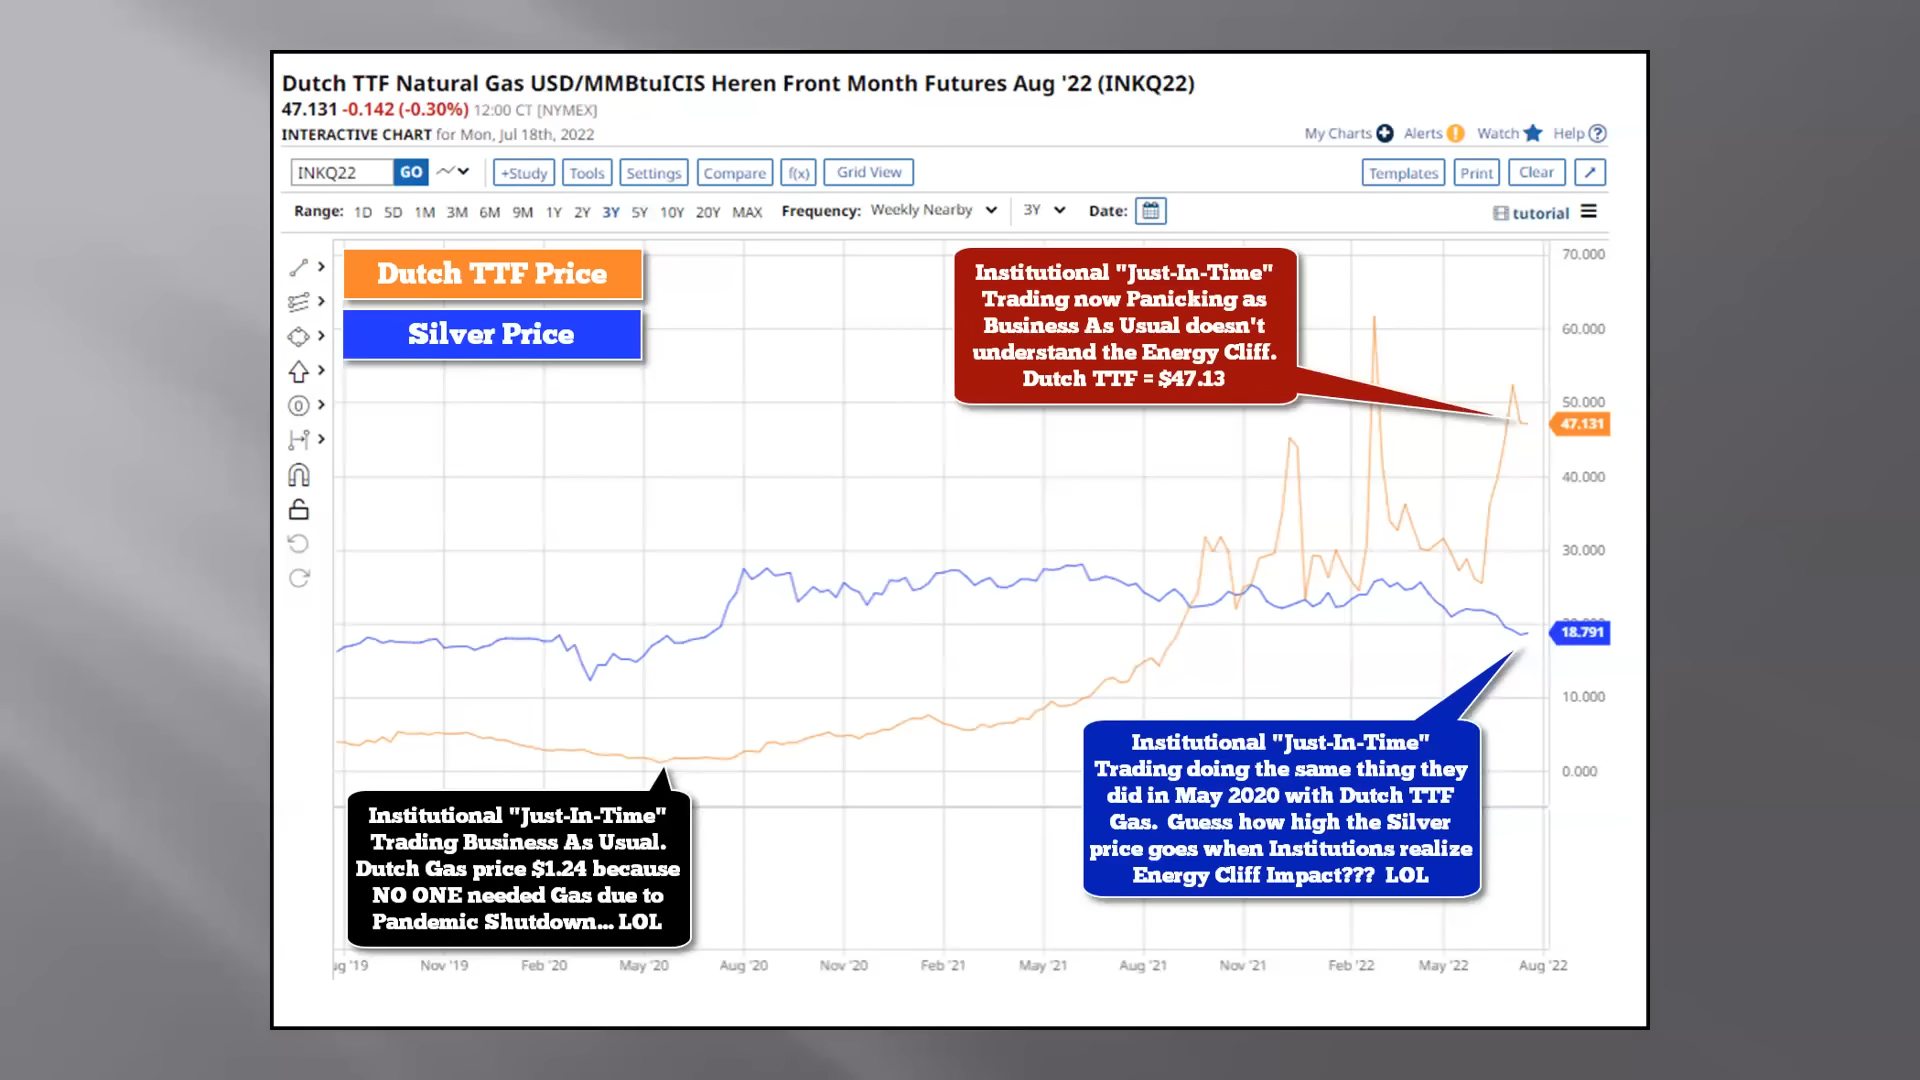 Dutch TTF Natural Gas USD/MMBtuICIS Heren Front Month Futures Aug '22 (INKQ22)
47.131 -0.142 (-0.30%) 12:00 CT [NYMEX]
INTERACTIVE CHART for Mon, Jul 18th, 2022
My Charts Alerts Watch Help
INKQ22 GO +Study Tools Settings Compare f(x) Grid View Templates Print Clear
Range: 1D 5D 1M 3M 6M 9M 1Y 2Y 3Y 5Y 10Y 20Y MAX Frequency: Weekly Nearby 3Y Date: tutorial
Dutch TTF Price
Silver Price
Institutional "Just-In-Time"
Trading now Panicking as
Business As Usual doesn't
understand the Energy Cliff.
Dutch TTF = $47.13
70.000
60.000
50.000
47.131
40.000
30.000
18.791
10.000
0.000
Institutional "Just-In-Time"
Trading doing the same thing they
did in May 2020 with Dutch TTF
Gas. Guess how high the Silver
price goes when Institutions realize
Energy Cliff Impact??? LOL
Institutional "Just-In-Time"
Trading Business As Usual.
Dutch Gas price $1.24 because
NO ONE needed Gas due to
Pandemic Shutdown... LOL
ug '19 Nov '19 Feb '20 May '20 Aug '20 Nov '20 Feb '21 May '21 Aug '21 Nov '21 Feb '22 May '22 Aug '22